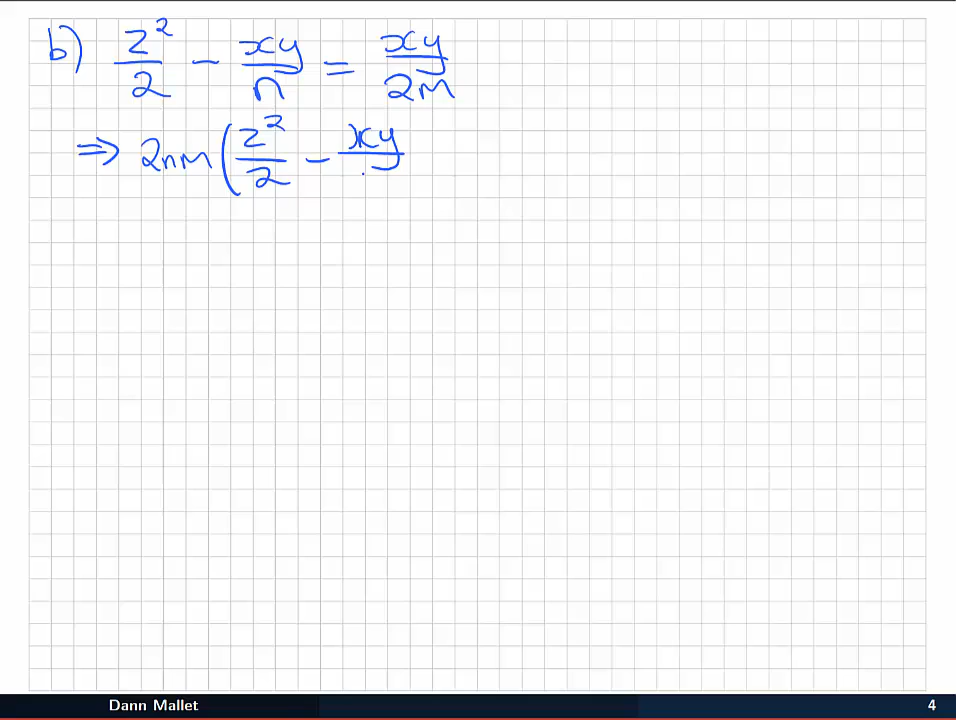 b) z²/2 - xy/n = xy/2m
⇒ 2nm(z²/2 - xy/
Dann Mallet 4